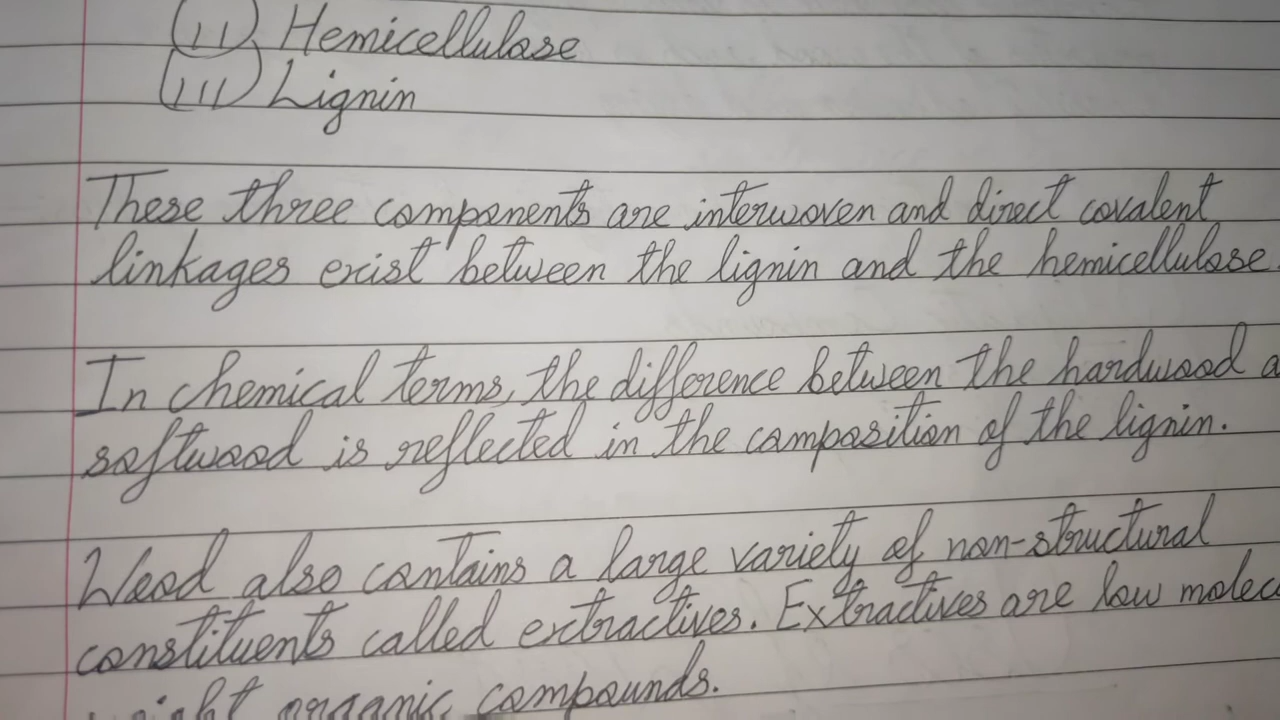 (ii) Hemicellulose
(iii) Lignin
These three components are interwoven and direct covalent
linkages exist between the lignin and the hemicellulose.
In chemical terms, the difference between the hardwood
softwood is reflected in the composition of the lignin.
Wood also contains a large variety of non-structural
constituents called extractives. Extractives are low molec
weight organic compounds.